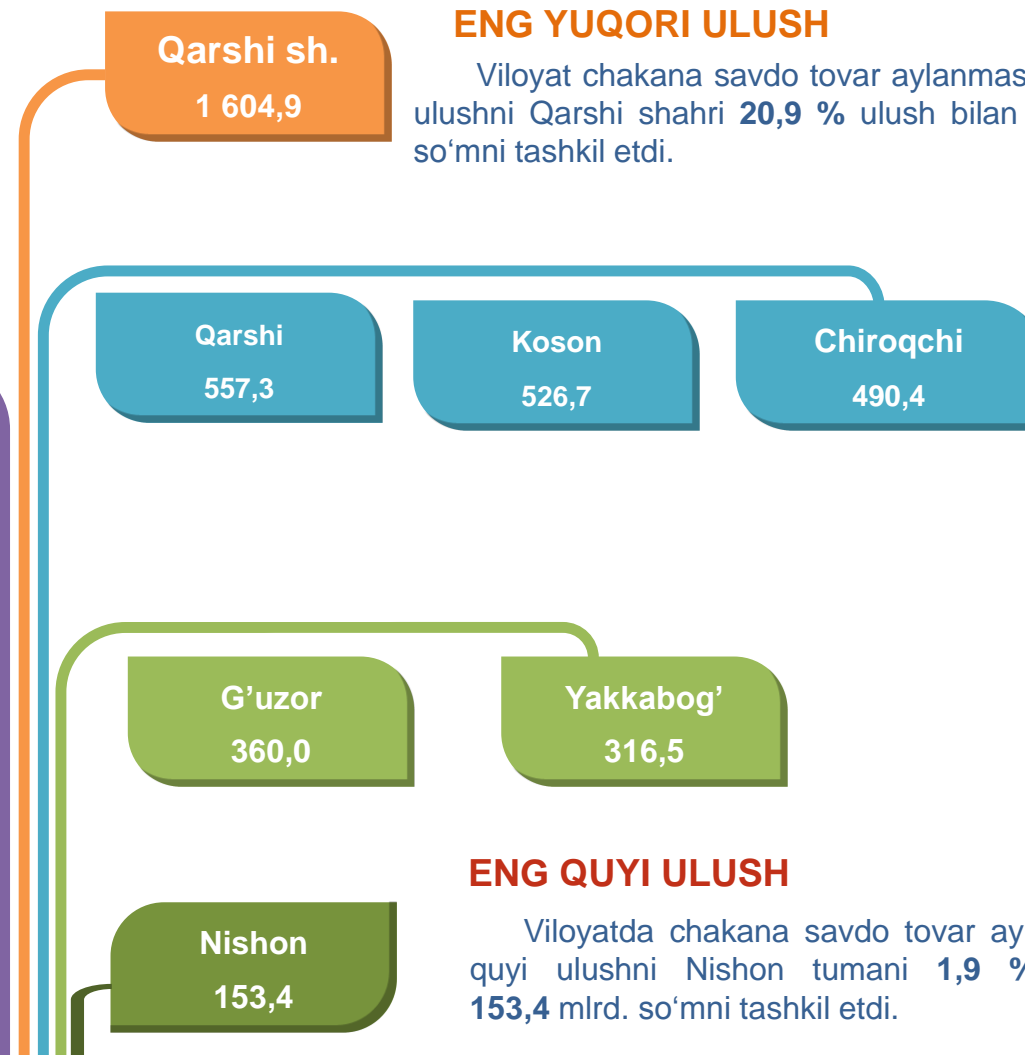 Qarshi sh.
1 604,9
ENG YUQORI ULUSH
Viloyat chakana savdo tovar
ulushni Qarshi shahri 20,9 % ulush bilan
so‘mni tashkil etdi.
Qarshi
557,3
Koson
526,7
Chiroqchi
490,4
G’uzor
360,0
Yakkabog’
316,5
ENG QUYI ULUSH
Nishon
153,4
Viloyatda chakana savdo tovar
quyi ulushni Nishon tumani 1,9 %
153,4 mlrd. so‘mni tashkil etdi.